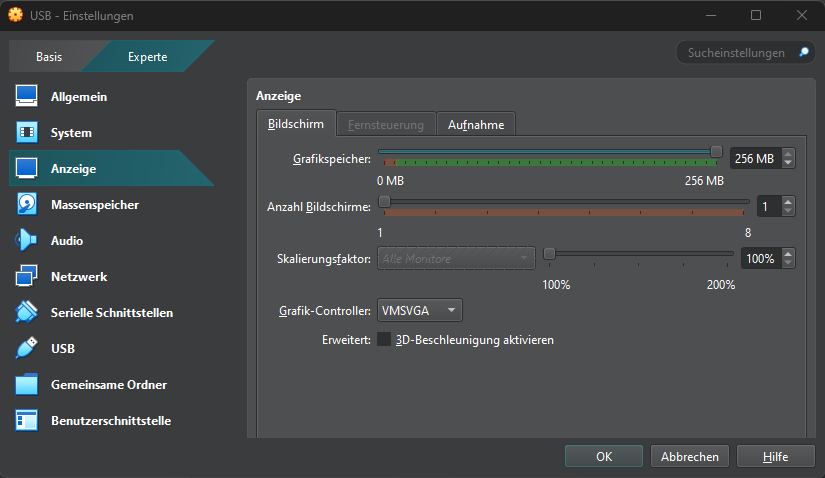 USB - Einstellungen
Basis
Experte
Sucheinstellungen
Allgemein
System
Anzeige
Massenspeicher
Audio
Netzwerk
Serielle Schnittstellen
USB
Gemeinsame Ordner
Benutzerschnittstelle
Anzeige
Bildschirm
Fernsteuerung
Aufnahme
Grafikspeicher:
256 MB
0 MB
256 MB
Anzahl Bildschirme:
1
1
8
Skalierungsfaktor:
Alle Monitore
100%
100%
200%
Grafik-Controller:
VMSVGA
Erweitert:
3D-Beschleunigung aktivieren
OK
Abbrechen
Hilfe